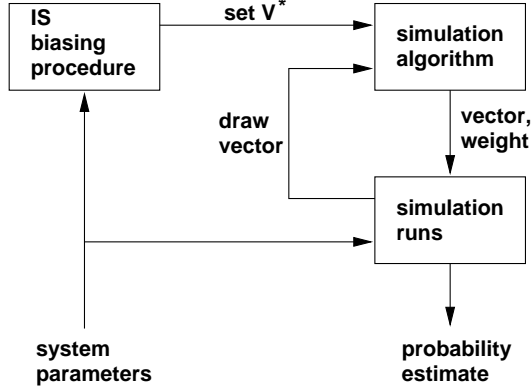 IS
biasing
procedure
set V*
simulation
algorithm
draw
vector
vector,
weight
simulation
runs
system
parameters
probability
estimate